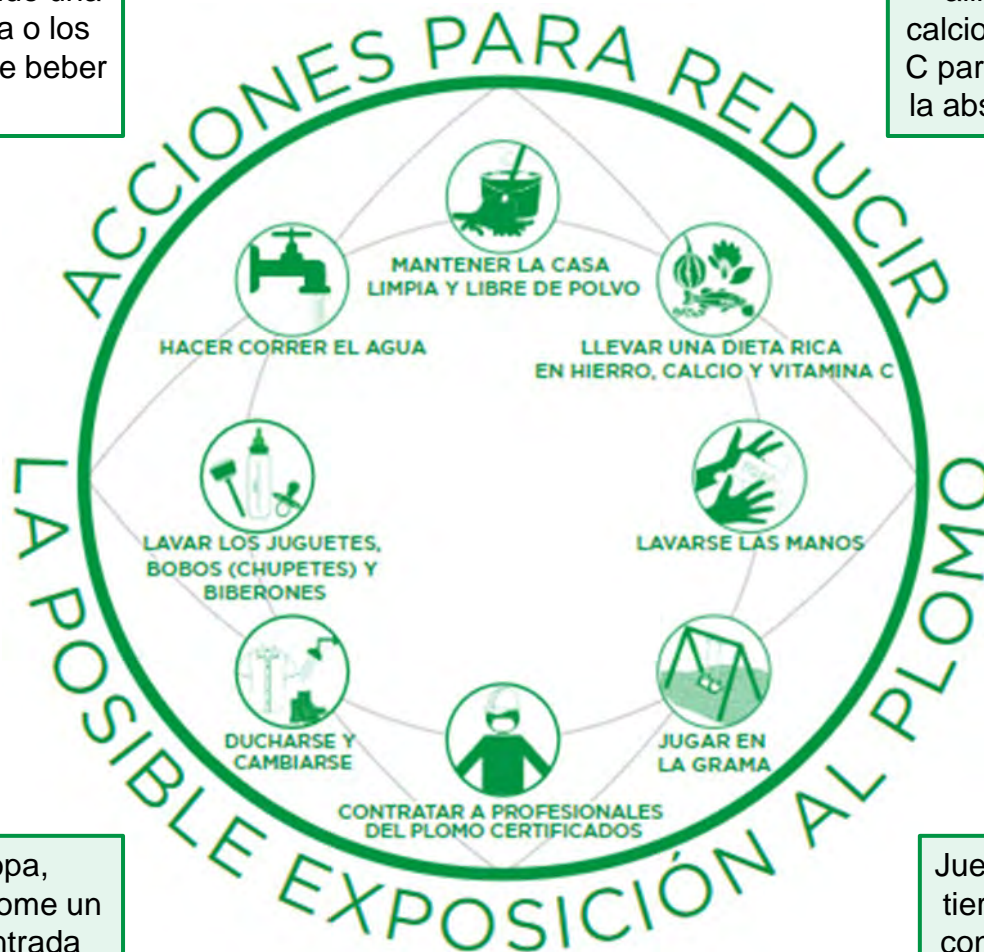 a o los
e beber
calcio
C par
la abs
ACCIONES PARA REDUCIR
LA POSIBLE EXPOSICIÓN AL PLOMO
MANTENER LA CASA
LIMPIA Y LIBRE DE POLVO
HACER CORRER EL AGUA
LLEVAR UNA DIETA RICA
EN HIERRO, CALCIO Y VITAMINA C
LAVAR LOS JUGUETES,
BOBOS (CHUPETES) Y
BIBERONES
LAVARSE LAS MANOS
DUCHARSE Y
CAMBIARSE
JUGAR EN
LA GRAMA
CONTRATAR A PROFESIONALES
DEL PLOMO CERTIFICADOS
opa,
ome un
ntrada
Jue
tier
con